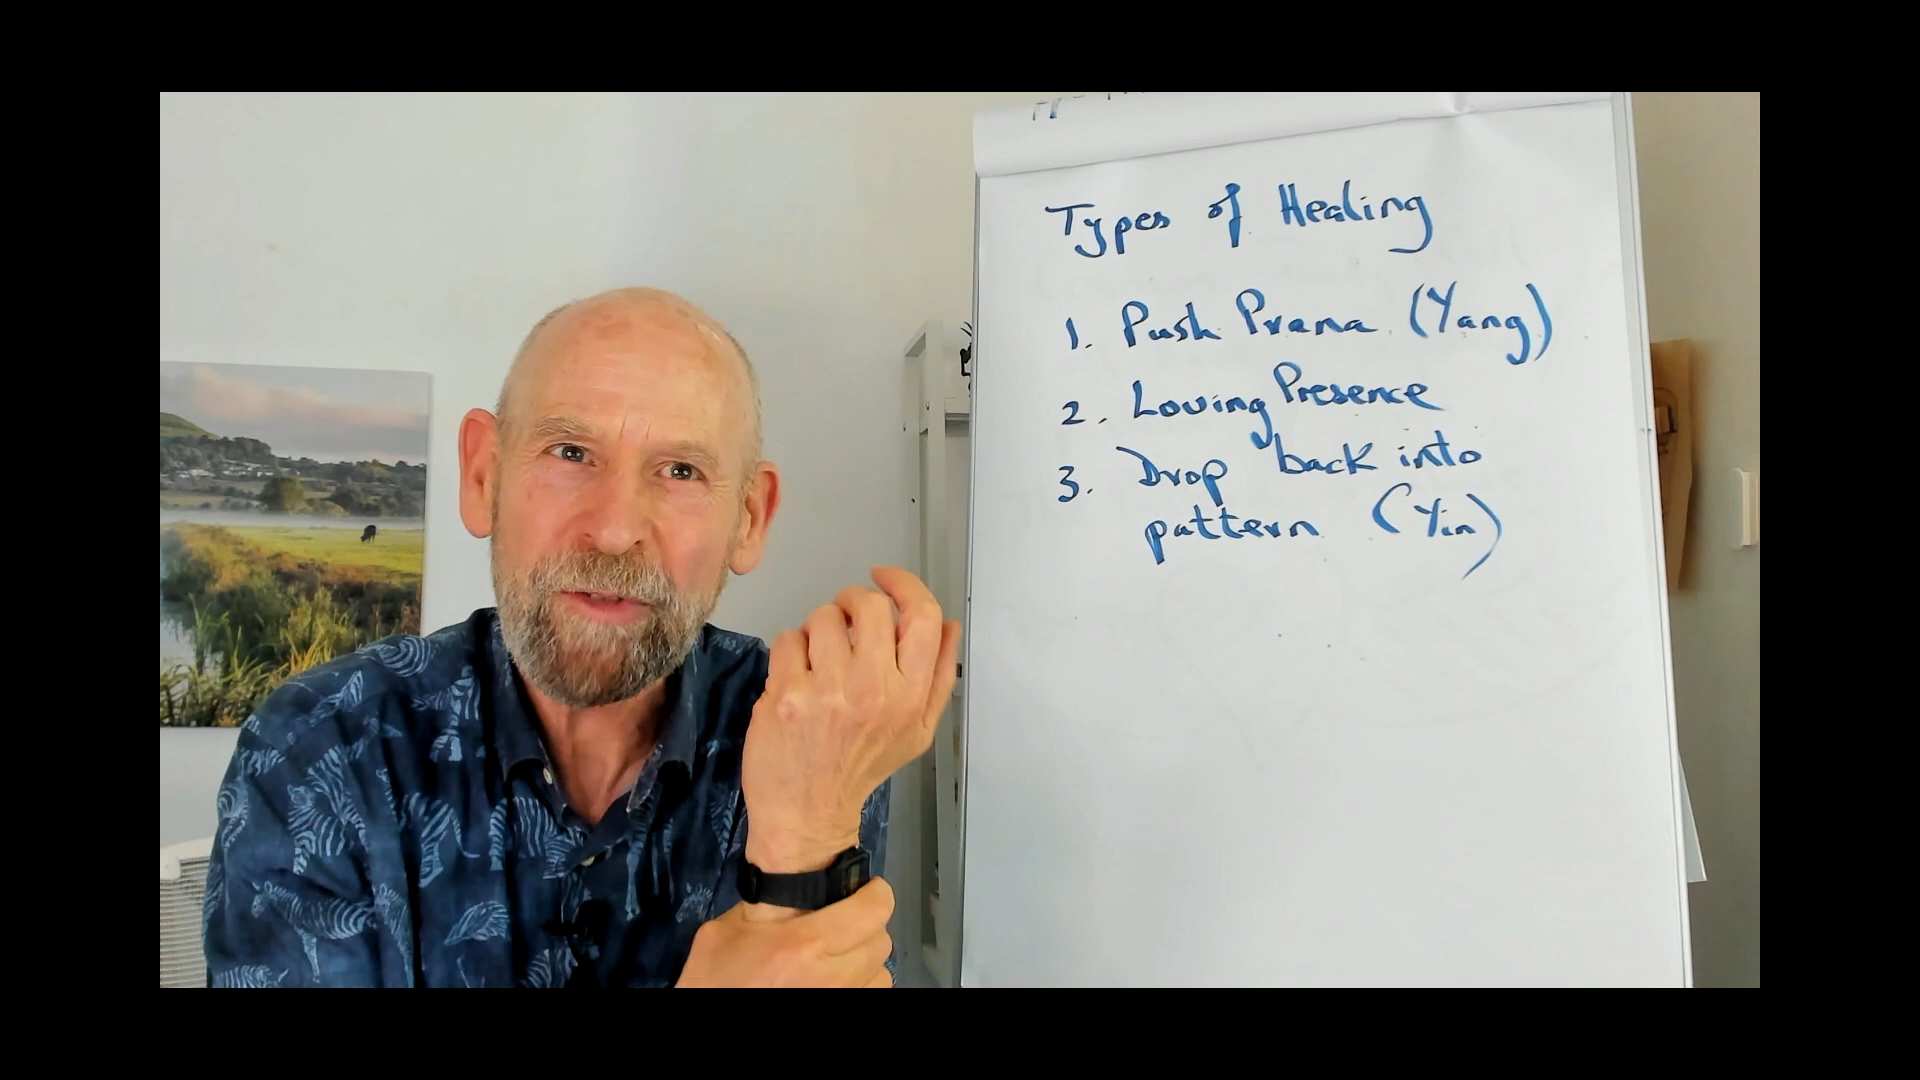 Types of Healing
1. Push Prana (Yang)
2. Loving Presence
3. Drop back into
pattern (Yin)